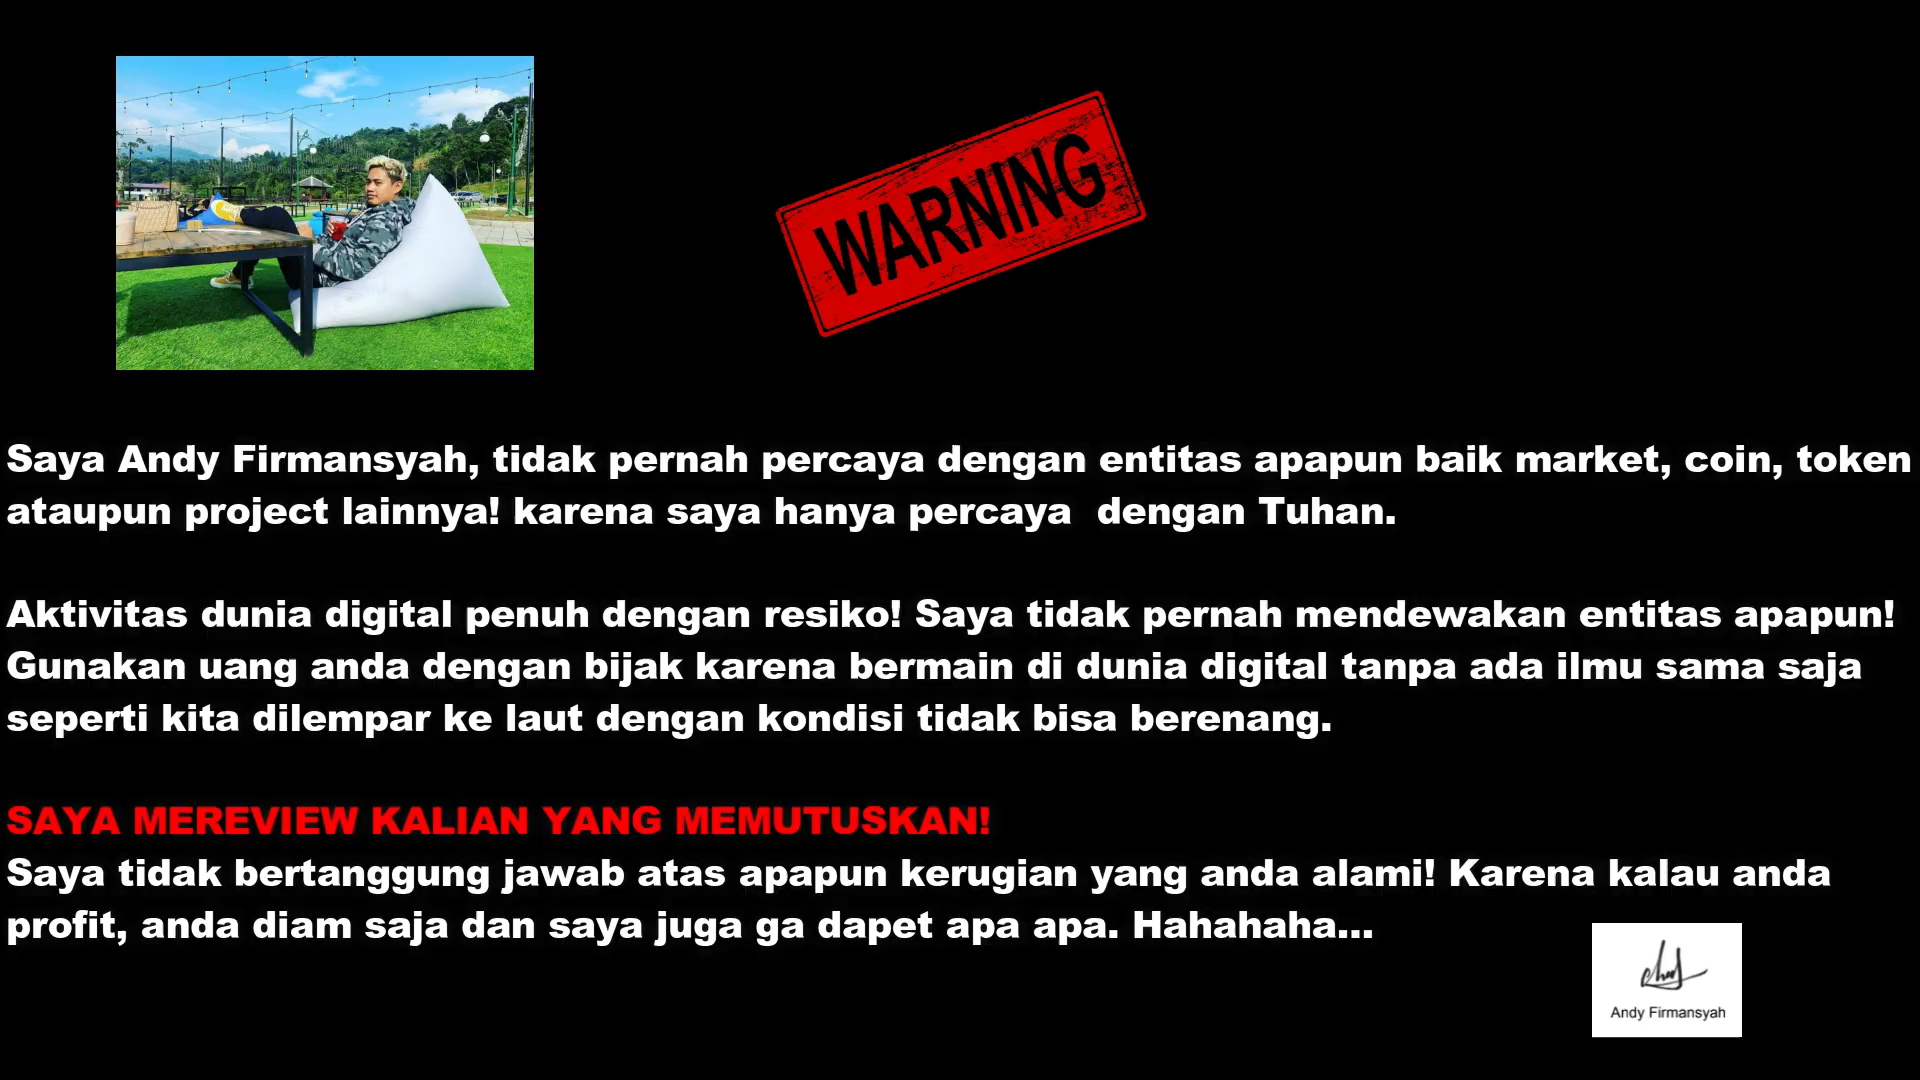 WARNING
Saya Andy Firmansyah, tidak pernah percaya dengan entitas apapun baik market, coin, token
ataupun project lainnya! karena saya hanya percaya  dengan Tuhan.
Aktivitas dunia digital penuh dengan resiko! Saya tidak pernah mendewakan entitas apapun!
Gunakan uang anda dengan bijak karena bermain di dunia digital tanpa ada ilmu sama saja
seperti kita dilempar ke laut dengan kondisi tidak bisa berenang.
SAYA MEREVIEW KALIAN YANG MEMUTUSKAN!
Saya tidak bertanggung jawab atas apapun kerugian yang anda alami! Karena kalau anda
profit, anda diam saja dan saya juga ga dapet apa apa. Hahahaha...
Andy Firmansyah